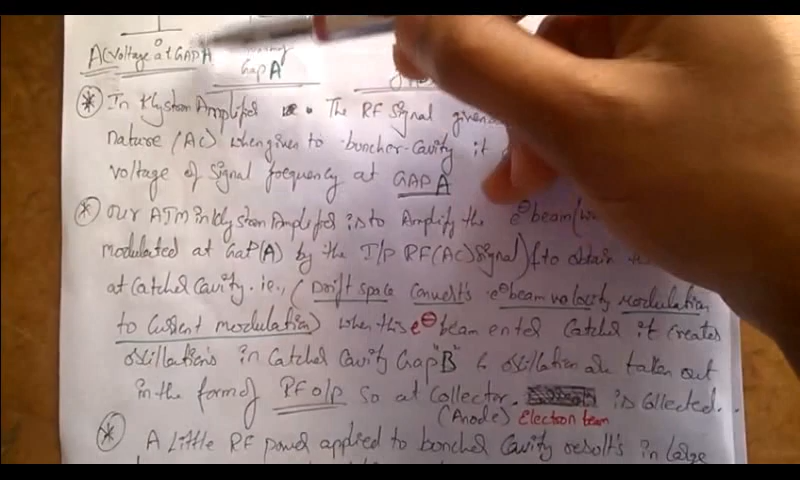 A(Voltage at GAP A
Gap A
* In Klystron Amplifier . The RF Signal given
nature (AC) when given to buncher cavity it
voltage of signal frequency at GAP A
* Our ATM in klystron Amplifier is to Amplify the e⊖ beam
modulated at GaP(A) by the I/P RF(AC) Signal) to obtain
at Catcher Cavity. i.e., (Drift space convert's e⊖ beam velocity modulation
to Current modulation) when this e⊖ beam enter Catcher it creates
oscillation's in Catcher Cavity Gap "B" & oscillation are taken out
in the form of RF o/p so at Collector. is collected.
(Anode) Electron beam
* A Little RF power applied to buncher Cavity result's in large